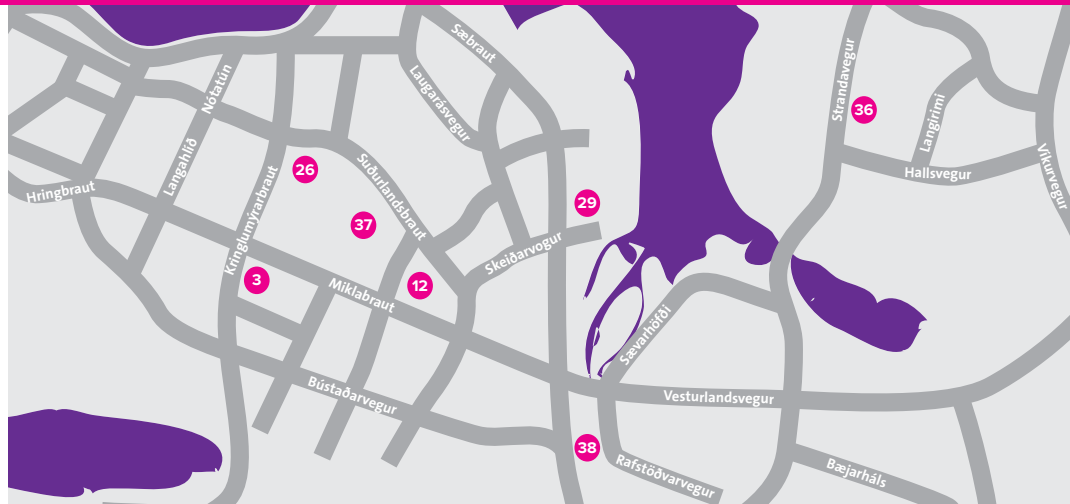 Sæbraut
Nótatún
Laugarásvegur
Strandavegur
36
Langirimi
Langahlíð
26
Suðurlandsbraut
Hallsvegur
Víkurvegur
Hringbraut
Kringlumýrarbraut
37
29
Skeiðarvogur
3
12
Miklabraut
Sævarhöfði
Bústaðarvegur
Vesturlandsvegur
38
Rafstöðvarvegur
Bæjarháls